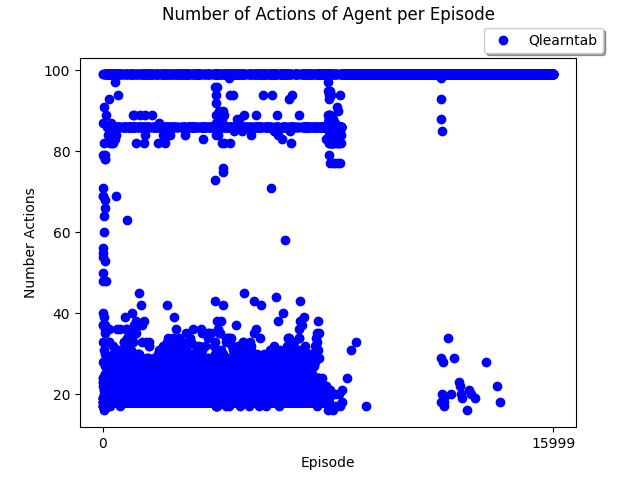 Number of Actions of Agent per Episode
Qlearntab
100
80
60
40
20
Number Actions
0
15999
Episode